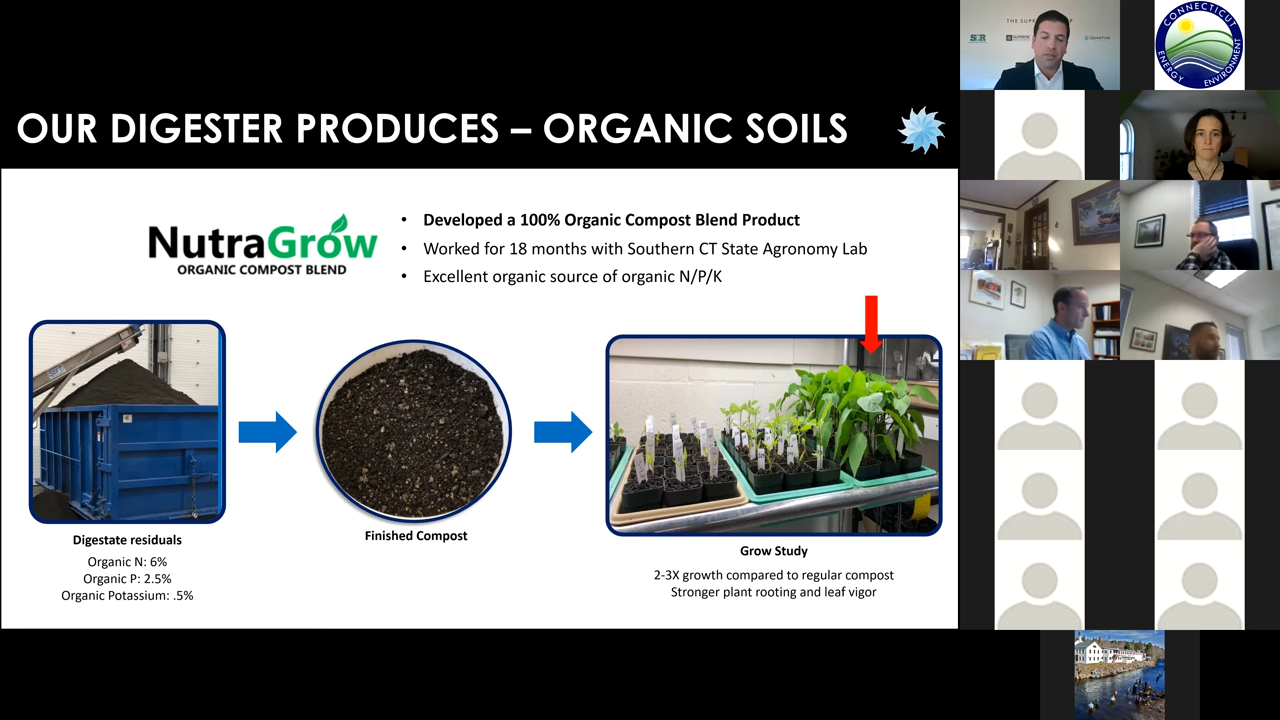 OUR DIGESTER PRODUCES – ORGANIC SOILS
NutraGrow
ORGANIC COMPOST BLEND
• Developed a 100% Organic Compost Blend Product
• Worked for 18 months with Southern CT State Agronomy Lab
• Excellent organic source of organic N/P/K
Digestate residuals
Organic N: 6%
Organic P: 2.5%
Organic Potassium: .5%
Finished Compost
Grow Study
2-3X growth compared to regular compost
Stronger plant rooting and leaf vigor
CONNECTICUT
ENERGY ENVIRONMENT